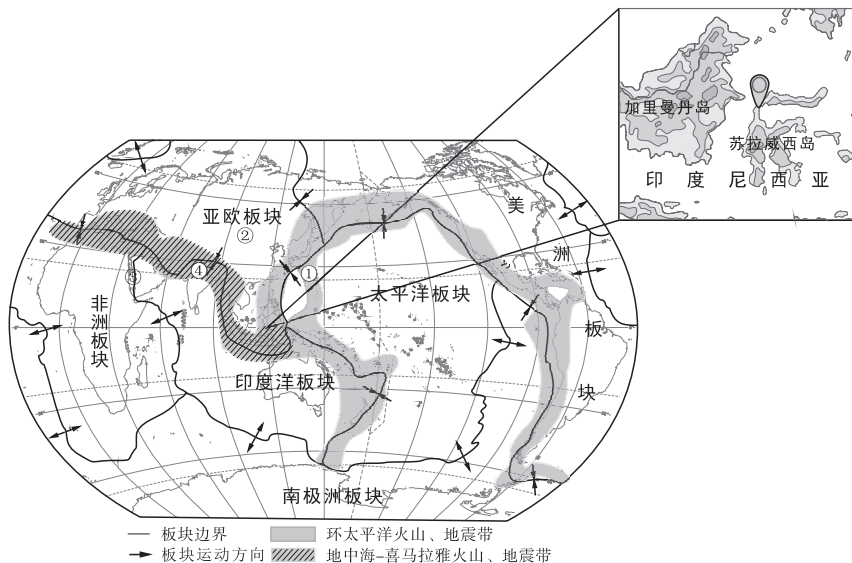 加里曼丹岛
苏拉威西岛
印度尼西亚
亚欧板块
②
美洲板块
①
④
③
太平洋板块
非洲板块
印度洋板块
南极洲板块
板块边界
环太平洋火山、地震带
板块运动方向
地中海-喜马拉雅火山、地震带